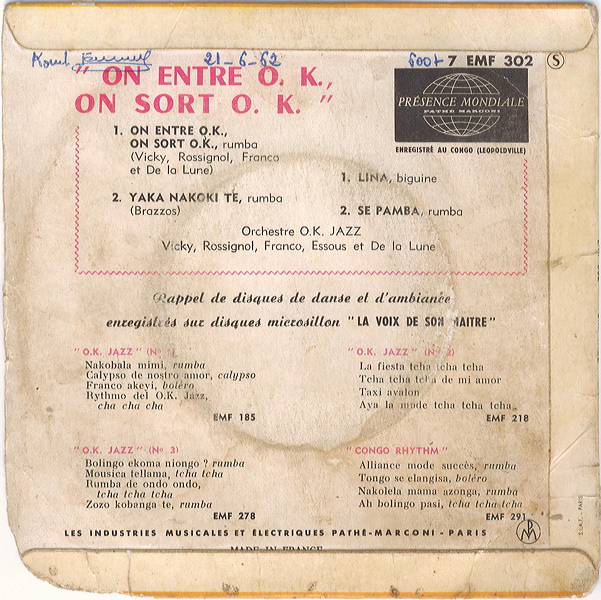 21-6-62
7 EMF 302
S
" ON ENTRE O. K.,
ON SORT O. K. "
PRÉSENCE MONDIALE
PATHÉ MARCONI
ENREGISTRÉ AU CONGO (LEOPOLDVILLE)
1. ON ENTRE O.K.,
ON SORT O.K., rumba
(Vicky, Rossignol, Franco
et De la Lune)
2. YAKA NAKOKI TE, rumba
(Brazzos)
1. LINA, biguine
2. SE PAMBA, rumba
Orchestre O.K. JAZZ
Vicky, Rossignol, Franco, Essous et De la Lune
Rappel de disques de danse et d'ambiance
enregistrés sur disques microsillon "LA VOIX DE SON MAITRE"
"O.K. JAZZ" (No 1)
Nakobala mimi, rumba
Calypso de nostro amor, calypso
Franco akeyi, boléro
Rythmo del O.K. Jazz,
cha cha cha
EMF 185
"O.K. JAZZ" (No 2)
La fiesta tcha tcha tcha
Tcha tcha tcha de mi amor
Taxi avalon
Aya la mode tcha tcha tcha
EMF 218
"O.K. JAZZ" (No 3)
Bolingo ekoma niongo ? rumba
Mousica tellama, tcha tcha
Rumba de ondo ondo,
tcha tcha tcha
Zozo kobanga te, rumba
EMF 278
"CONGO RHYTHM"
Alliance mode succès, rumba
Tongo se elangisa, boléro
Nakolela mama azonga, rumba
Ah bolingo pasi, tcha tcha tcha
EMF 291
LES INDUSTRIES MUSICALES ET ÉLECTRIQUES PATHÉ-MARCONI - PARIS
MADE IN FRANCE